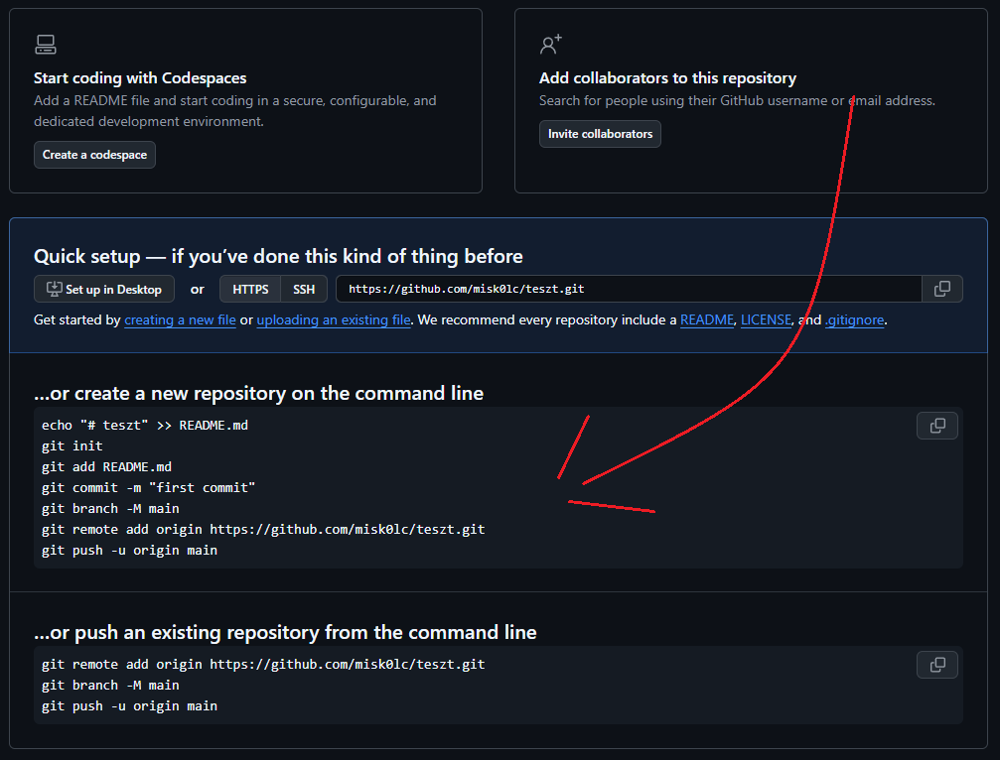 Start coding with Codespaces
Add a README file and start coding in a secure, configurable, and
dedicated development environment.
Create a codespace
Add collaborators to this repository
Search for people using their GitHub username or email address.
Invite collaborators
Quick setup — if you’ve done this kind of thing before
Set up in Desktop or HTTPS SSH https://github.com/misk0lc/teszt.git
Get started by creating a new file or uploading an existing file. We recommend every repository include a README, LICENSE, and .gitignore.
…or create a new repository on the command line
echo "# teszt" >> README.md
git init
git add README.md
git commit -m "first commit"
git branch -M main
git remote add origin https://github.com/misk0lc/teszt.git
git push -u origin main
…or push an existing repository from the command line
git remote add origin https://github.com/misk0lc/teszt.git
git branch -M main
git push -u origin main